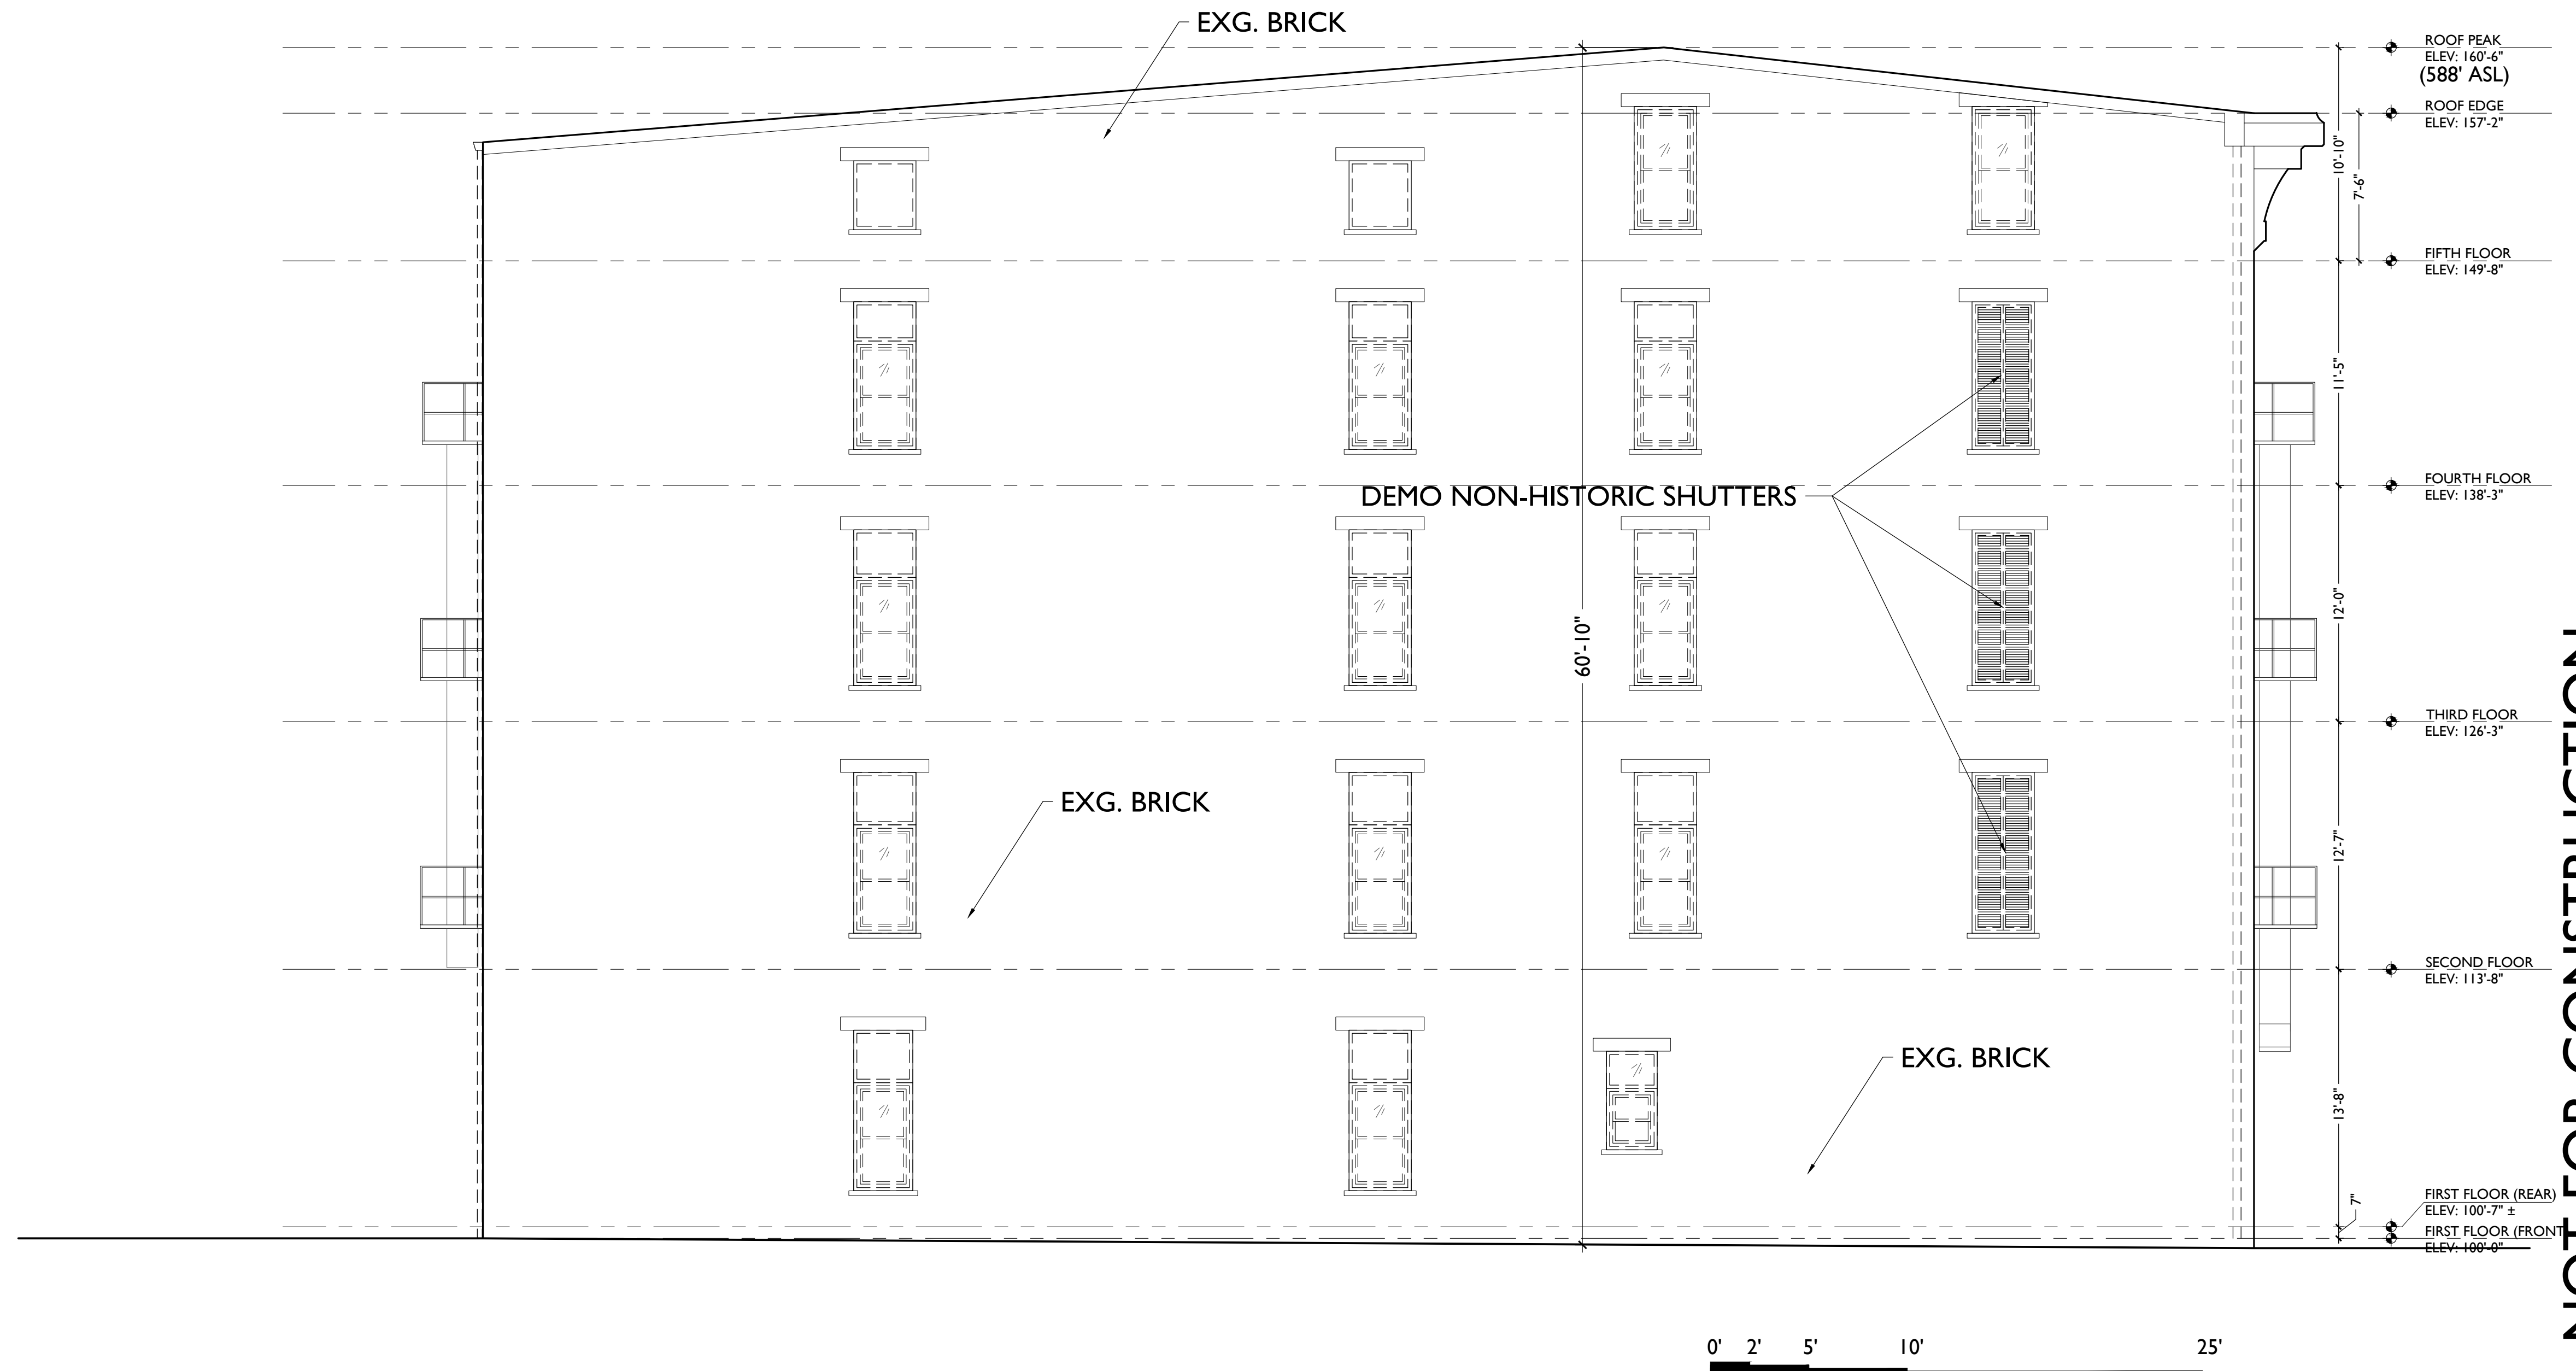 EXG. BRICK
ROOF PEAK
ELEV: 160'-6"
(588' ASL)
ROOF EDGE
ELEV: 157'-2"
10'-10"
7'-6"
FIFTH FLOOR
ELEV: 149'-8"
11'-5"
DEMO NON-HISTORIC SHUTTERS
FOURTH FLOOR
ELEV: 138'-3"
12'-0"
60'-10"
THIRD FLOOR
ELEV: 126'-3"
EXG. BRICK
12'-7"
SECOND FLOOR
ELEV: 113'-8"
EXG. BRICK
13'-8"
7"
FIRST FLOOR (REAR)
ELEV: 100'-7" ±
FIRST FLOOR (FRONT
ELEV: 100'-0"
NOT FOR CONSTRUCTION
0' 2' 5' 10' 25'